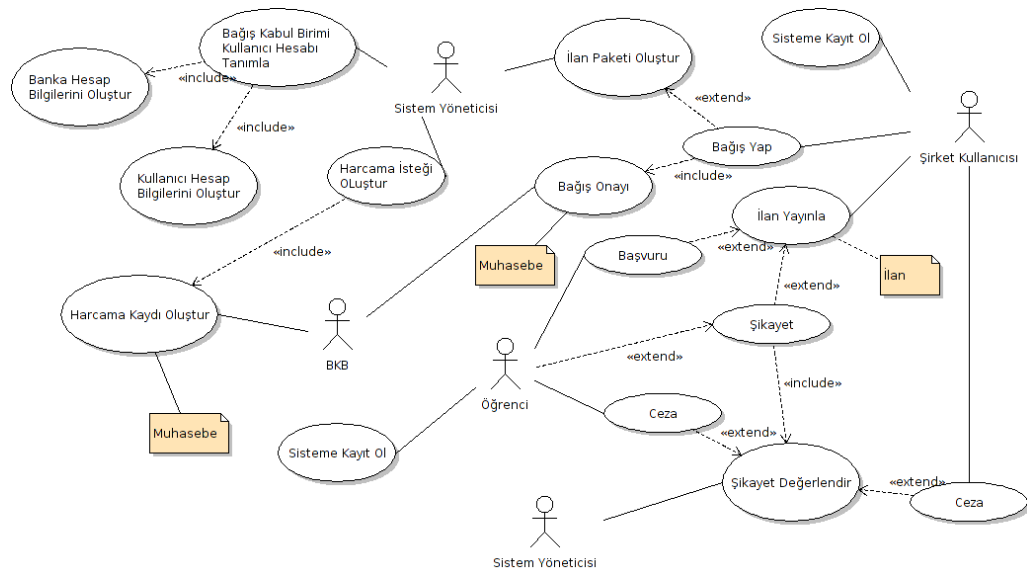 Bağış Kabul Birimi
Kullanıcı Hesabı
Tanımla
«include»
Banka Hesap
Bilgilerini Oluştur
«include»
Kullanıcı Hesap
Bilgilerini Oluştur
Sistem Yöneticisi
Harcama İsteği
OLuştur
«include»
Harcama Kaydı Oluştur
Muhasebe
BKB
İlan Paketi Oluştur
«extend»
Bağış Yap
«include»
Bağış Onayı
Muhasebe
Sisteme Kayıt Ol
Şirket Kullanıcısı
İlan Yayınla
İlan
Başvuru
«extend»
«extend»
Şikayet
«extend»
«include»
Öğrenci
Sisteme Kayıt Ol
Ceza
«extend»
Şikayet Değerlendir
«extend»
Ceza
Sistem Yöneticisi